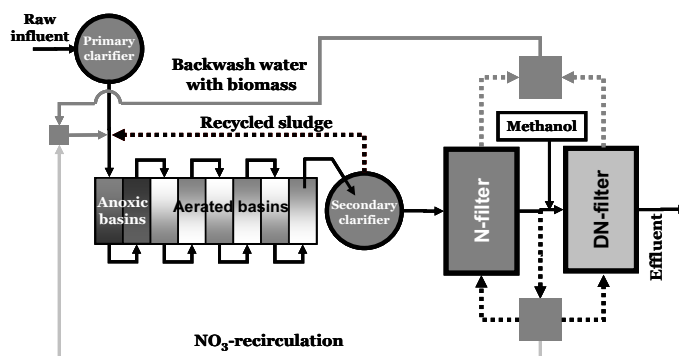 Raw
influent
Primary
clarifier
Backwash water
with biomass
Recycled sludge
Methanol
Anoxic
basins
Aerated basins
Secondary
clarifier
N-filter
DN-filter
Effluent
NO₃-recirculation